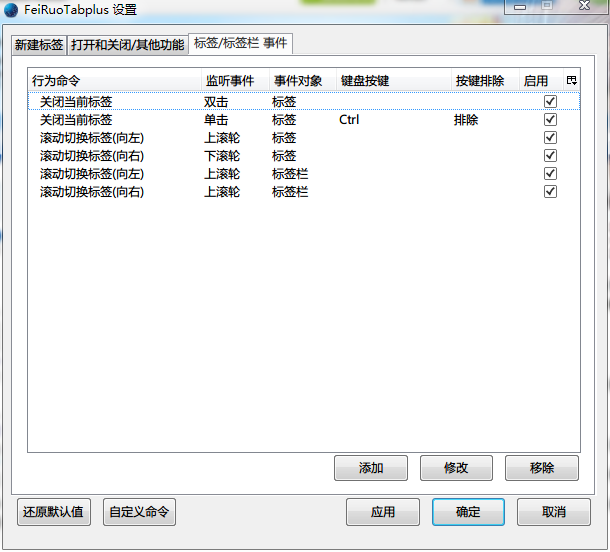 FeiRuoTabplus 设置
新建标签 打开和关闭/其他功能 标签/标签栏 事件
行为命令 监听事件 事件对象 键盘按键 按键排除 启用
关闭当前标签 双击 标签
关闭当前标签 单击 标签 Ctrl 排除
滚动切换标签(向左) 上滚轮 标签
滚动切换标签(向右) 下滚轮 标签
滚动切换标签(向左) 上滚轮 标签栏
滚动切换标签(向右) 上滚轮 标签栏
添加 修改 移除
还原默认值 自定义命令 应用 确定 取消